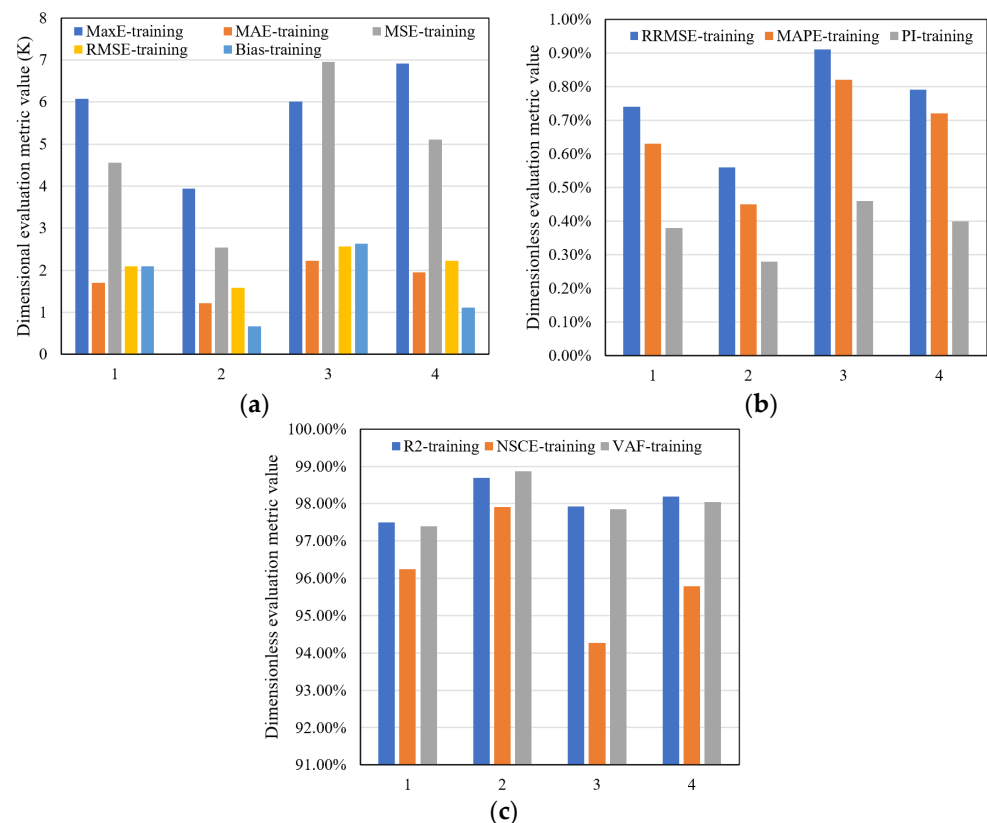 Dimensional evaluation metric value (K)
8
7
6
5
4
3
2
1
0
MaxE-training MAE-training MSE-training
RMSE-training Bias-training
1 2 3 4
(a)
Dimensionless evaluation metric value
1.00%
0.90%
0.80%
0.70%
0.60%
0.50%
0.40%
0.30%
0.20%
0.10%
0.00%
RRMSE-training MAPE-training PI-training
1 2 3 4
(b)
Dimensionless evaluation metric value
100.00%
99.00%
98.00%
97.00%
96.00%
95.00%
94.00%
93.00%
92.00%
91.00%
R2-training NSCE-training VAF-training
1 2 3 4
(c)